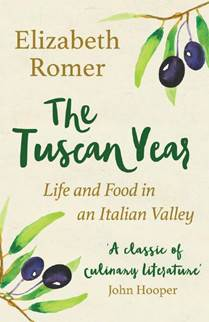 Elizabeth
Romer
The
Tuscan Year
Life and Food in
an Italian Valley
'A classic of
culinary literature'
John Hooper